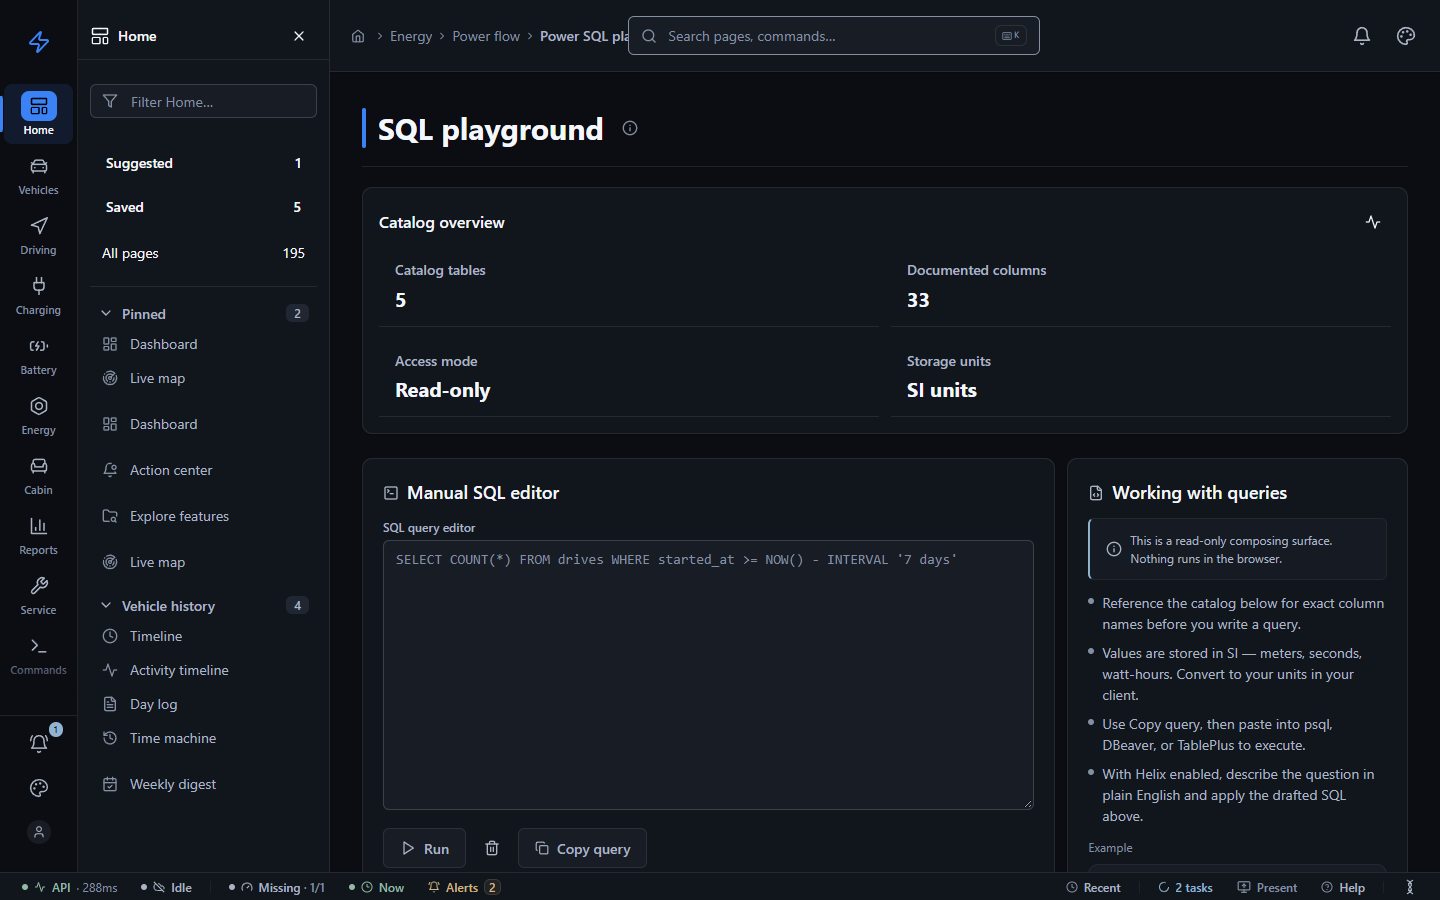 Home
Vehicles
Driving
Charging
Battery
Energy
Cabin
Reports
Service
Commands
1
Home
Filter Home...
Suggested 1
Saved 5
All pages 195
Pinned 2
Dashboard
Live map
Dashboard
Action center
Explore features
Live map
Vehicle history 4
Timeline
Activity timeline
Day log
Time machine
Weekly digest
Energy > Power flow > Power SQL pla
Search pages, commands... K
SQL playground
Catalog overview
Catalog tables
5
Documented columns
33
Access mode
Read-only
Storage units
SI units
Manual SQL editor
SQL query editor
SELECT COUNT(*) FROM drives WHERE started_at >= NOW() - INTERVAL '7 days'
Run
Copy query
Working with queries
This is a read-only composing surface.
Nothing runs in the browser.
Reference the catalog below for exact column
names before you write a query.
Values are stored in SI — meters, seconds,
watt-hours. Convert to your units in your
client.
Use Copy query, then paste into psql,
DBeaver, or TablePlus to execute.
With Helix enabled, describe the question in
plain English and apply the drafted SQL
above.
Example
API · 288ms
Idle
Missing · 1/1
Now
Alerts 2
Recent
2 tasks
Present
Help